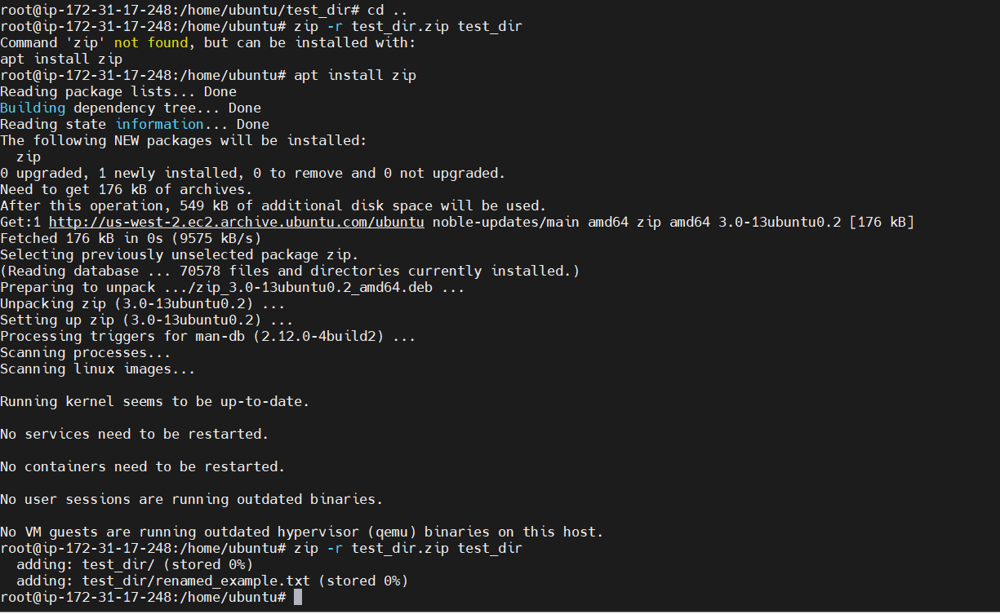 root@ip-172-31-17-248:/home/ubuntu/test_dir# cd ..
root@ip-172-31-17-248:/home/ubuntu# zip -r test_dir.zip test_dir
Command 'zip' not found, but can be installed with:
apt install zip
root@ip-172-31-17-248:/home/ubuntu# apt install zip
Reading package lists... Done
Building dependency tree... Done
Reading state information... Done
The following NEW packages will be installed:
  zip
0 upgraded, 1 newly installed, 0 to remove and 0 not upgraded.
Need to get 176 kB of archives.
After this operation, 549 kB of additional disk space will be used.
Get:1 http://us-west-2.ec2.archive.ubuntu.com/ubuntu noble-updates/main amd64 zip amd64 3.0-13ubuntu0.2 [176 kB]
Fetched 176 kB in 0s (9575 kB/s)
Selecting previously unselected package zip.
(Reading database ... 70578 files and directories currently installed.)
Preparing to unpack .../zip_3.0-13ubuntu0.2_amd64.deb ...
Unpacking zip (3.0-13ubuntu0.2) ...
Setting up zip (3.0-13ubuntu0.2) ...
Processing triggers for man-db (2.12.0-4build2) ...
Scanning processes...
Scanning linux images...

Running kernel seems to be up-to-date.

No services need to be restarted.

No containers need to be restarted.

No user sessions are running outdated binaries.

No VM guests are running outdated hypervisor (qemu) binaries on this host.
root@ip-172-31-17-248:/home/ubuntu# zip -r test_dir.zip test_dir
  adding: test_dir/ (stored 0%)
  adding: test_dir/renamed_example.txt (stored 0%)
root@ip-172-31-17-248:/home/ubuntu#